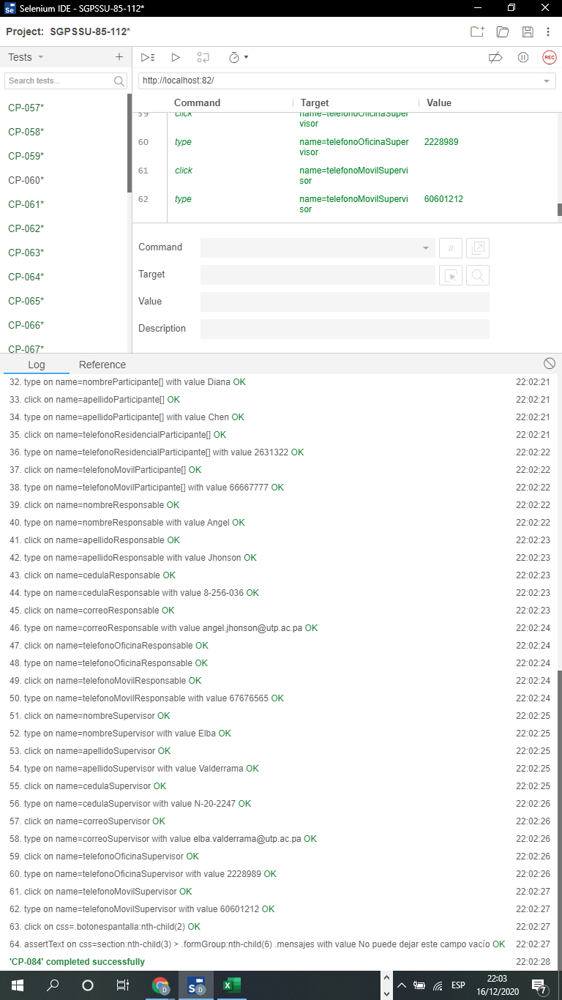 Selenium IDE - SGPSSU-85-112*
Project: SGPSSU-85-112*
Tests
REC
Search tests...
http://localhost:82/
Command Target Value
CP-057*
CP-058*
CP-059*
CP-060*
CP-061*
CP-062*
CP-063*
CP-064*
CP-065*
CP-066*
CP-067*
59 click name=telefonoOficinaSuper
visor
60 type name=telefonoOficinaSuper 2228989
visor
61 click name=telefonoMovilSupervi
sor
62 type name=telefonoMovilSupervi 60601212
sor
Command //
Target
Value
Description
Log Reference
32. type on name=nombreParticipante[] with value Diana OK 22:02:21
33. click on name=apellidoParticipante[] OK 22:02:21
34. type on name=apellidoParticipante[] with value Chen OK 22:02:21
35. click on name=telefonoResidencialParticipante[] OK 22:02:21
36. type on name=telefonoResidencialParticipante[] with value 2631322 OK 22:02:22
37. click on name=telefonoMovilParticipante[] OK 22:02:22
38. type on name=telefonoMovilParticipante[] with value 66667777 OK 22:02:22
39. click on name=nombreResponsable OK 22:02:22
40. type on name=nombreResponsable with value Angel OK 22:02:22
41. click on name=apellidoResponsable OK 22:02:23
42. type on name=apellidoResponsable with value Jhonson OK 22:02:23
43. click on name=cedulaResponsable OK 22:02:23
44. type on name=cedulaResponsable with value 8-256-036 OK 22:02:23
45. click on name=correoResponsable OK 22:02:23
46. type on name=correoResponsable with value angel.jhonson@utp.ac.pa OK 22:02:24
47. click on name=telefonoOficinaResponsable OK 22:02:24
48. type on name=telefonoOficinaResponsable OK 22:02:24
49. click on name=telefonoMovilResponsable OK 22:02:24
50. type on name=telefonoMovilResponsable with value 67676565 OK 22:02:24
51. click on name=nombreSupervisor OK 22:02:25
52. type on name=nombreSupervisor with value Elba OK 22:02:25
53. click on name=apellidoSupervisor OK 22:02:25
54. type on name=apellidoSupervisor with value Valderrama OK 22:02:25
55. click on name=cedulaSupervisor OK 22:02:25
56. type on name=cedulaSupervisor with value N-20-2247 OK 22:02:26
57. click on name=correoSupervisor OK 22:02:26
58. type on name=correoSupervisor with value elba.valderrama@utp.ac.pa OK 22:02:26
59. click on name=telefonoOficinaSupervisor OK 22:02:26
60. type on name=telefonoOficinaSupervisor with value 2228989 OK 22:02:26
61. click on name=telefonoMovilSupervisor OK 22:02:27
62. type on name=telefonoMovilSupervisor with value 60601212 OK 22:02:27
63. click on css=.botonespantalla:nth-child(2) OK 22:02:27
64. assertText on css=section:nth-child(3) > .formGroup:nth-child(6) .mensajes with value No puede dejar este campo vacío OK 22:02:27
'CP-084' completed successfully 22:02:28
ESP
22:03
16/12/2020
7